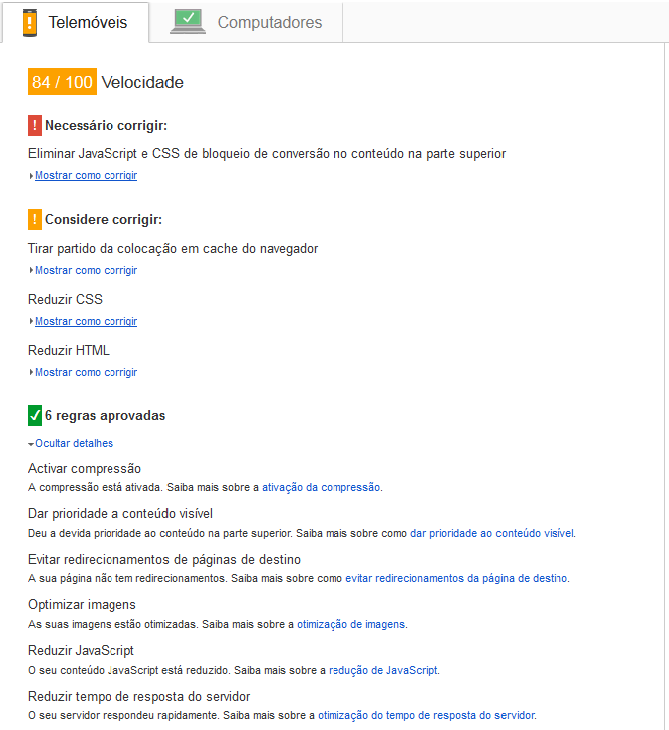 Telemóveis
Computadores
84 / 100 Velocidade
! Necessário corrigir:
Eliminar JavaScript e CSS de bloqueio de conversão no conteúdo na parte superior
Mostrar como corrigir
! Considere corrigir:
Tirar partido da colocação em cache do navegador
Mostrar como corrigir
Reduzir CSS
Mostrar como corrigir
Reduzir HTML
Mostrar como corrigir
6 regras aprovadas
Ocultar detalhes
Activar compressão
A compressão está ativada. Saiba mais sobre a ativação da compressão.
Dar prioridade a conteúdo visível
Deu a devida prioridade ao conteúdo na parte superior. Saiba mais sobre como dar prioridade ao conteúdo visível.
Evitar redirecionamentos de páginas de destino
A sua página não tem redirecionamentos. Saiba mais sobre como evitar redirecionamentos da página de destino.
Optimizar imagens
As suas imagens estão otimizadas. Saiba mais sobre a otimização de imagens.
Reduzir JavaScript
O seu conteúdo JavaScript está reduzido. Saiba mais sobre a redução de JavaScript.
Reduzir tempo de resposta do servidor
O seu servidor respondeu rapidamente. Saiba mais sobre a otimização do tempo de resposta do servidor.